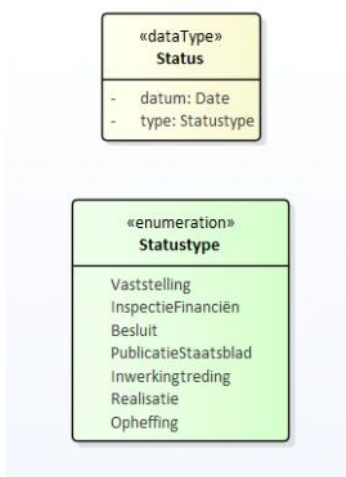 «dataType»
Status
- datum: Date
- type: Statustype
«enumeration»
Statustype
Vaststelling
InspectieFinanciën
Besluit
PublicatieStaatsblad
Inwerkingtreding
Realisatie
Opheffing